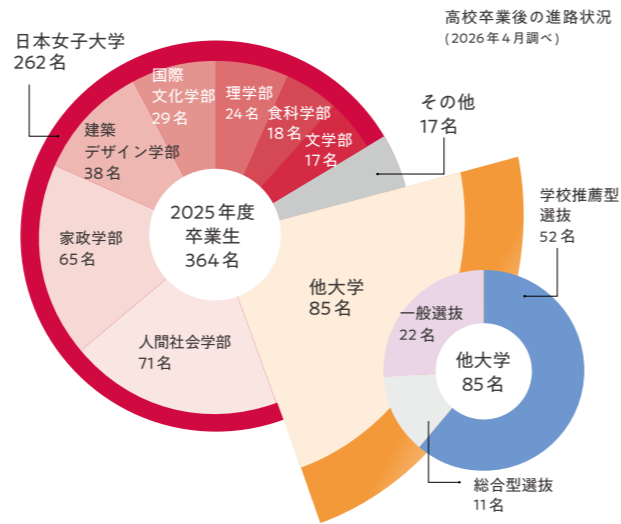 高校卒業後の進路状況
(2026年4月調べ)
日本女子大学
262名
国際
文化学部
29名
理学部
24名
食科学部
18名
文学部
17名
その他
17名
建築
デザイン学部
38名
家政学部
65名
人間社会学部
71名
2025年度
卒業生
364名
他大学
85名
学校推薦型
選抜
52名
一般選抜
22名
他大学
85名
総合型選抜
11名